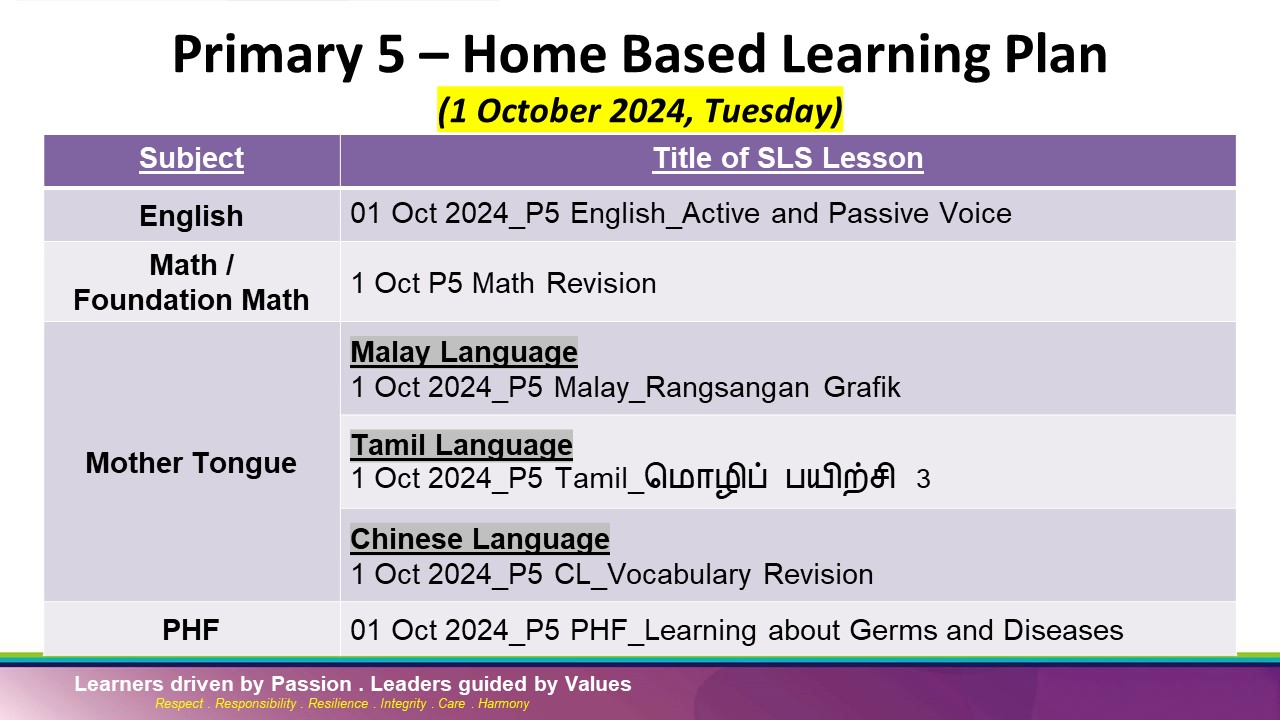 Primary 5 – Home Based Learning Plan
(1 October 2024, Tuesday)
Subject
Title of SLS Lesson
English
01 Oct 2024_P5 English_Active and Passive Voice
Math /
Foundation Math
1 Oct P5 Math Revision
Mother Tongue
Malay Language
1 Oct 2024_P5 Malay_Rangsangan Grafik
Tamil Language
1 Oct 2024_P5 Tamil_மொழிப் பயிற்சி 3
Chinese Language
1 Oct 2024_P5 CL_Vocabulary Revision
PHF
01 Oct 2024_P5 PHF_Learning about Germs and Diseases
Learners driven by Passion . Leaders guided by Values
Respect . Responsibility . Resilience . Integrity . Care . Harmony